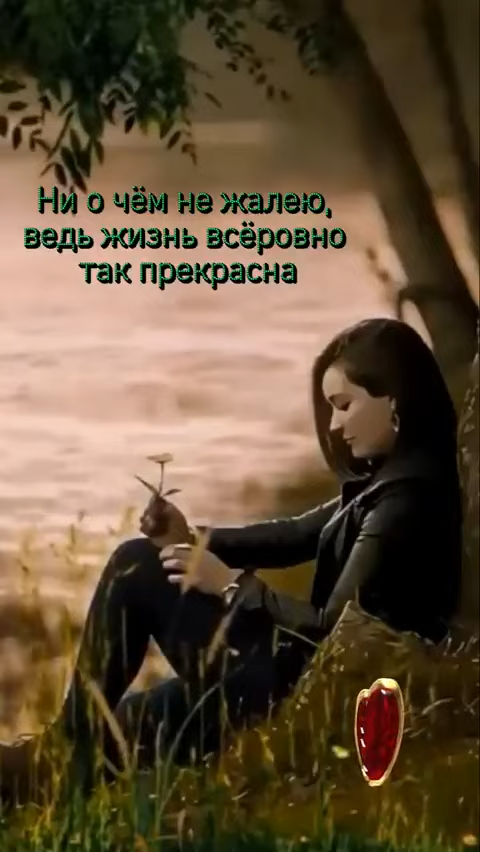 Ни о чём не жалею,
ведь жизнь всёровно
так прекрасна